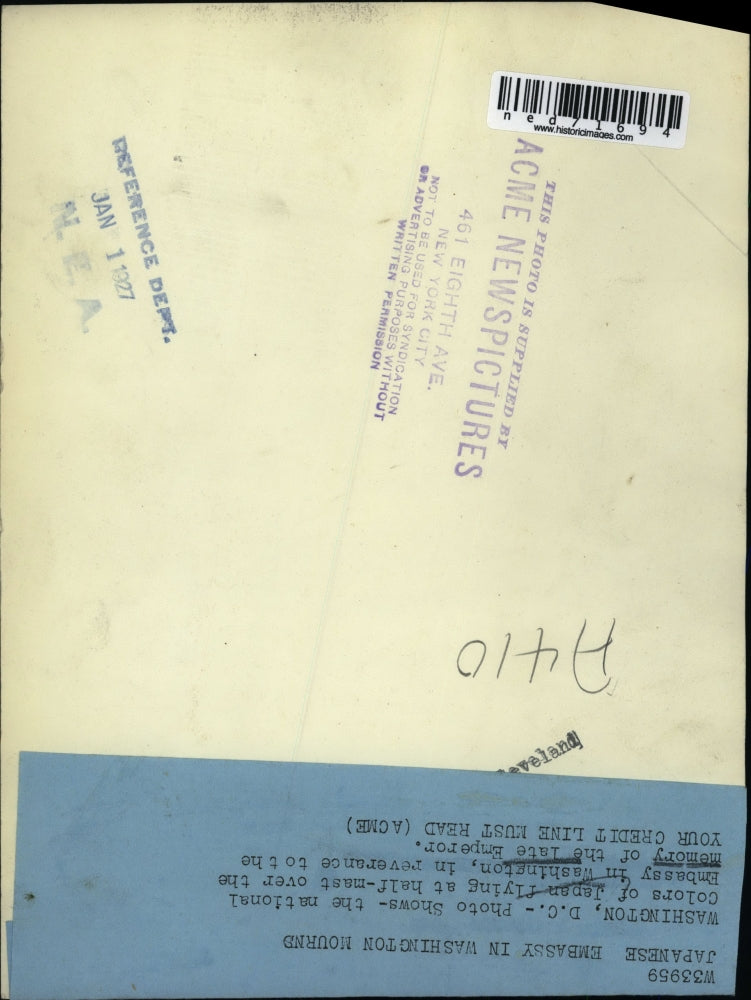 ned71694
www.historicimages.com
THIS PHOTO IS SUPPLIED BY
ACME NEWSPICTURES
461 EIGHTH AVE.
NEW YORK CITY
NOT TO BE USED FOR SYNDICATION
OR ADVERTISING PURPOSES WITHOUT
WRITTEN PERMISSION
REFERENCE DEPT.
JAN 1 1927
N. E. A.
A410
eveland
W33959
JAPANESE EMBASSY IN WASHINGTON MOURNS
WASHINGTON, D.C. - Photo Shows- the national
Colors of Japan flying at half-mast over the
Embassy in Washington, in reverance to the
memory of the late Emperor.
YOUR CREDIT LINE MUST READ (ACME)